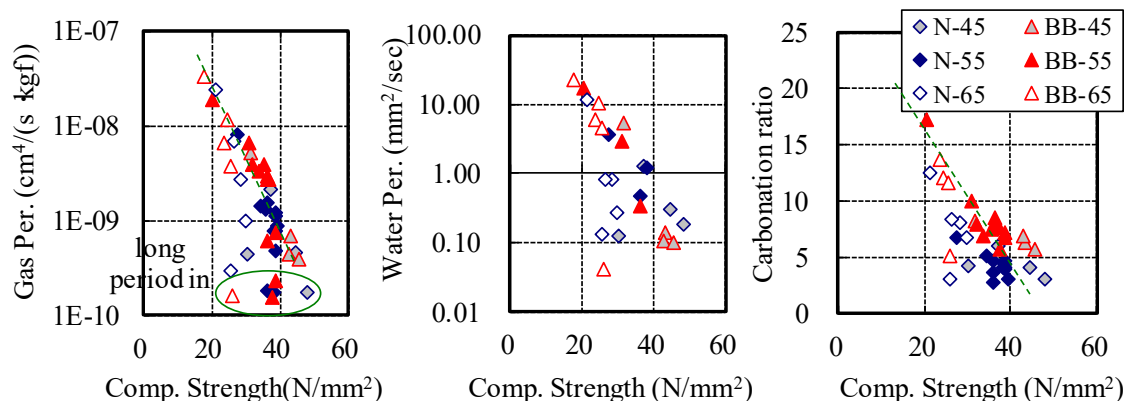 Gas Per. (cm4/(s·kgf))
1E-07
1E-08
1E-09
1E-10
long
period in
0 20 40 60
Comp. Strength(N/mm2)
Water Per. (mm2/sec)
100.00
10.00
1.00
0.10
0.01
0 20 40 60
Comp. Strength (N/mm2)
Carbonation ratio
25
20
15
10
5
0
0 20 40 60
Comp. Strength (N/mm2)
N-45 BB-45
N-55 BB-55
N-65 BB-65